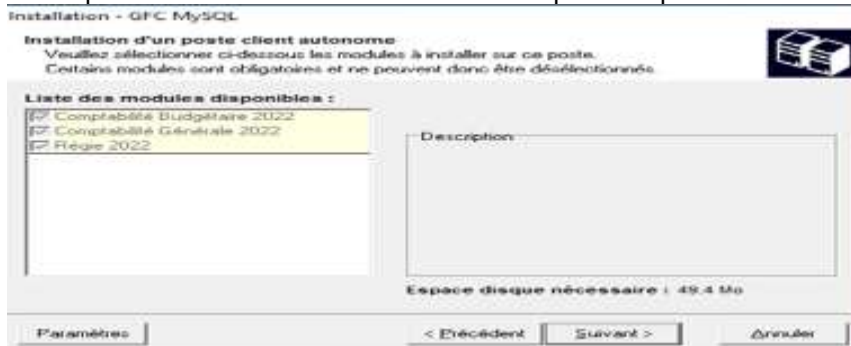 Installation - GFC MySQL
Installation d'un poste client autonome
Veuillez sélectionner ci-dessous les modules à installer sur ce poste.
Certains modules sont obligatoires et ne peuvent donc être désélectionnés.
Liste des modules disponibles :
Comptabilité Budgétaire 2022
Comptabilité Générale 2022
Régie 2022
Description
Espace disque nécessaire : 49.4 Mo
Paramètres
< Précédent
Suivant >
Annuler